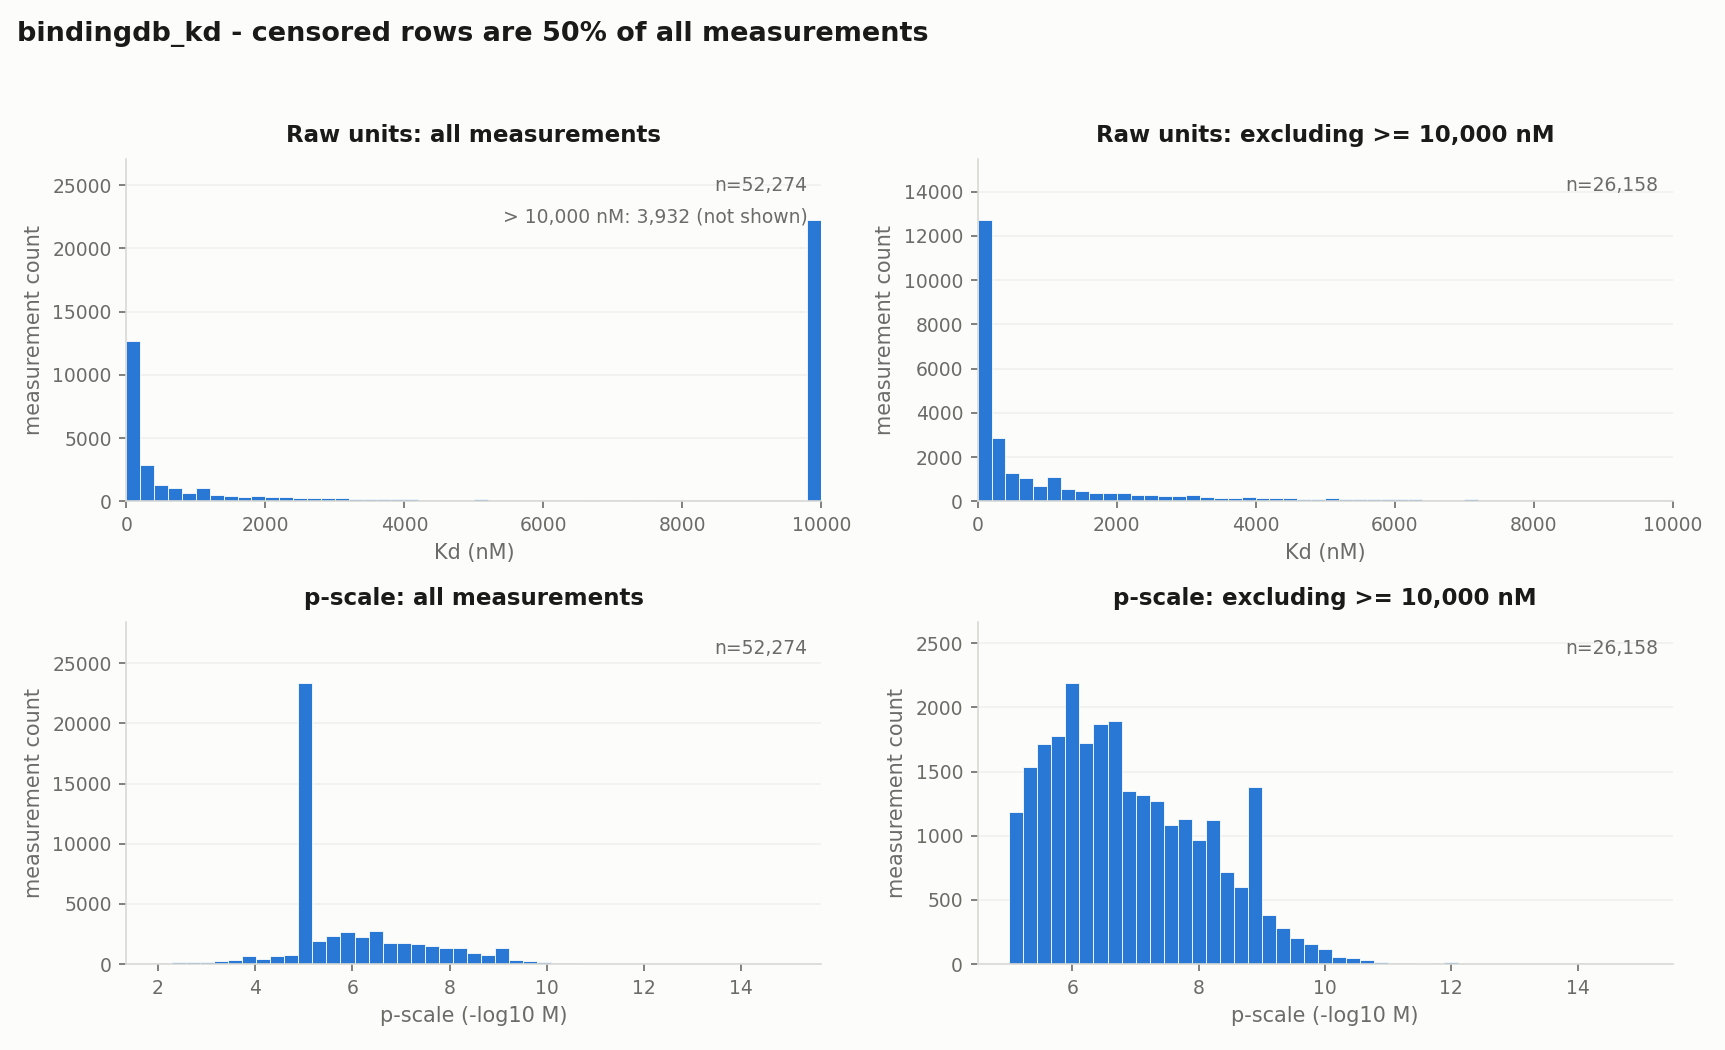 bindingdb_kd - censored rows are 50% of all measurements
Raw units: all measurements
n=52,274
> 10,000 nM: 3,932 (not shown)
measurement count
25000
20000
15000
10000
5000
0
0 2000 4000 6000 8000 10000
Kd (nM)
Raw units: excluding >= 10,000 nM
n=26,158
measurement count
14000
12000
10000
8000
6000
4000
2000
0
0 2000 4000 6000 8000 10000
Kd (nM)
p-scale: all measurements
n=52,274
measurement count
25000
20000
15000
10000
5000
0
2 4 6 8 10 12 14
p-scale (-log10 M)
p-scale: excluding >= 10,000 nM
n=26,158
measurement count
2500
2000
1500
1000
500
0
6 8 10 12 14
p-scale (-log10 M)